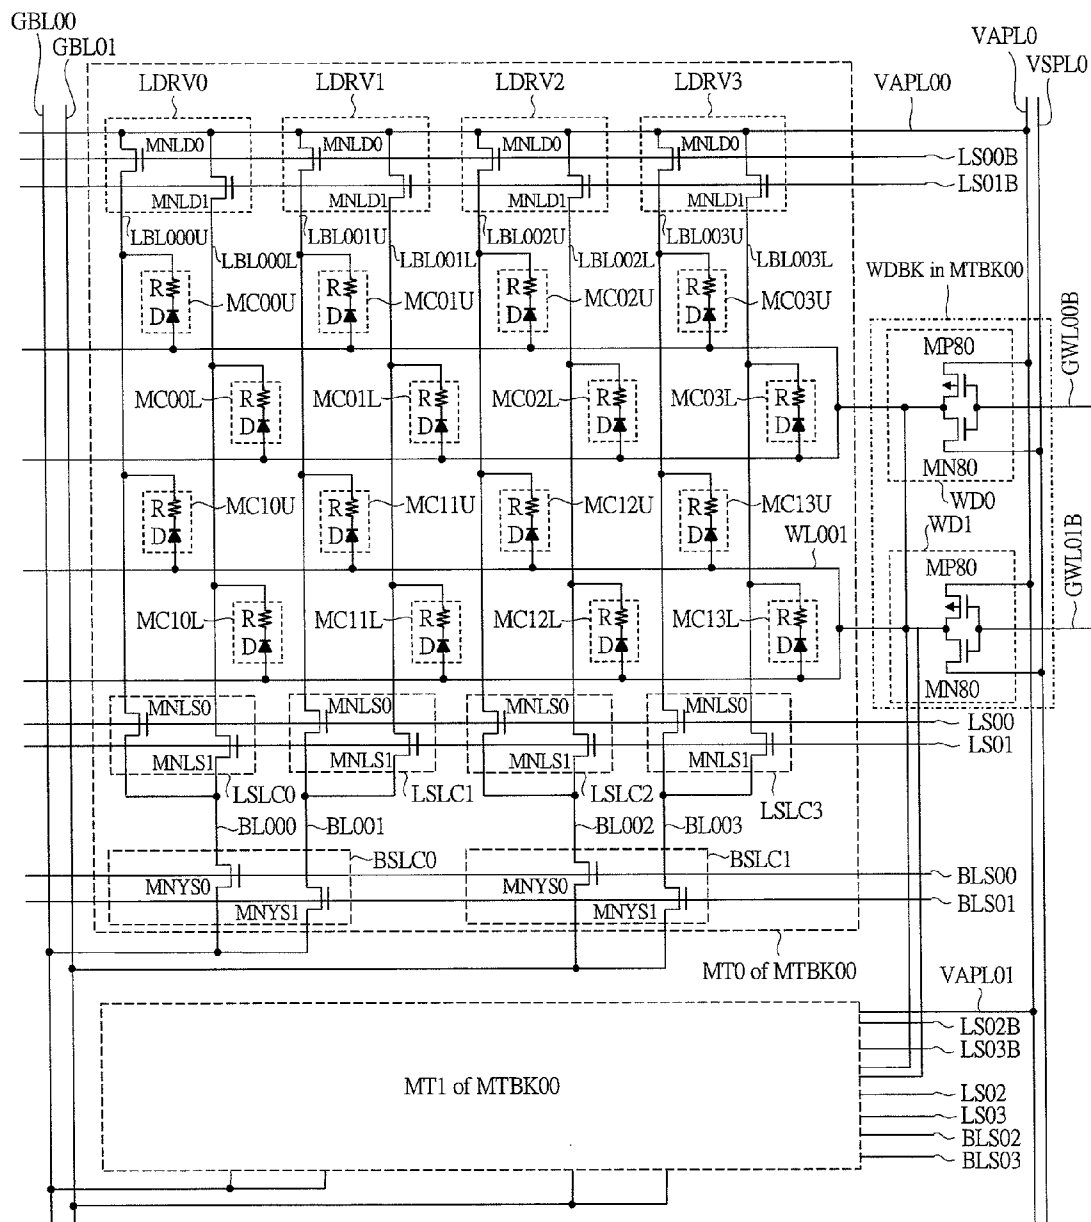 GBL00
GBL01
VAPL0
VSPL0
LDRV0 LDRV1 LDRV2 LDRV3 VAPL00
MNLD0 MNLD0 MNLD0 MNLD0 LS00B
MNLD1 MNLD1 MNLD1 MNLD1 LS01B
LBL000U LBL001U LBL002U LBL003U
LBL000L LBL001L LBL002L LBL003L
WDBK in MTBK00
R MC00U R MC01U R MC02U R MC03U
D D D D
GWL00B
MP80
MC00L R MC01L R MC02L R MC03L R
D D D D
MN80
WD0
R MC10U R MC11U R MC12U R MC13U
D D D D
WL001
WD1
GWL01B
MP80
MC10L R MC11L R MC12L R MC13L R
D D D D
MN80
MNLS0 MNLS0 MNLS0 MNLS0 LS00
MNLS1 MNLS1 MNLS1 MNLS1 LS01
LSLC0 LSLC1 LSLC2 LSLC3
BL000 BL001 BL002 BL003
BSLC0 BSLC1
MNYS0 MNYS0 BLS00
MNYS1 MNYS1 BLS01
MT0 of MTBK00
VAPL01
LS02B
LS03B
MT1 of MTBK00
LS02
LS03
BLS02
BLS03